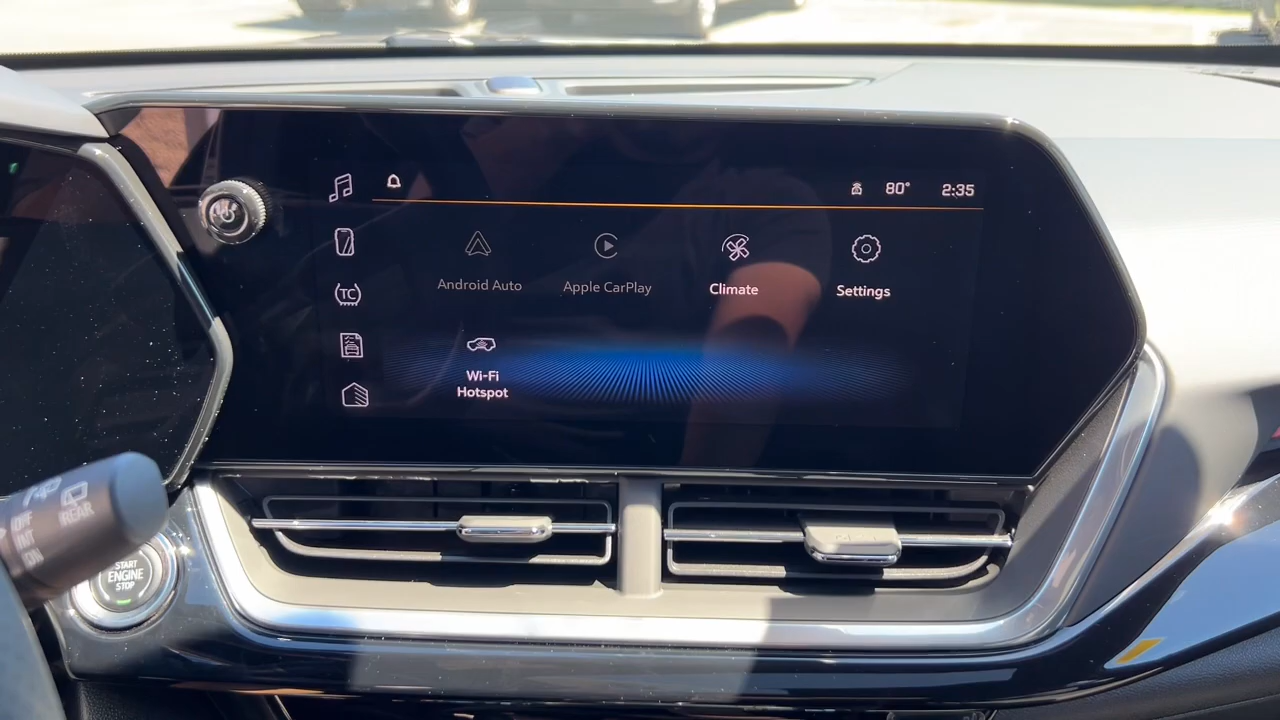 80° 2:35
TC
Android Auto Apple CarPlay Climate Settings
Wi-Fi
Hotspot
REAR
OFF
INT
ON
START
ENGINE
STOP